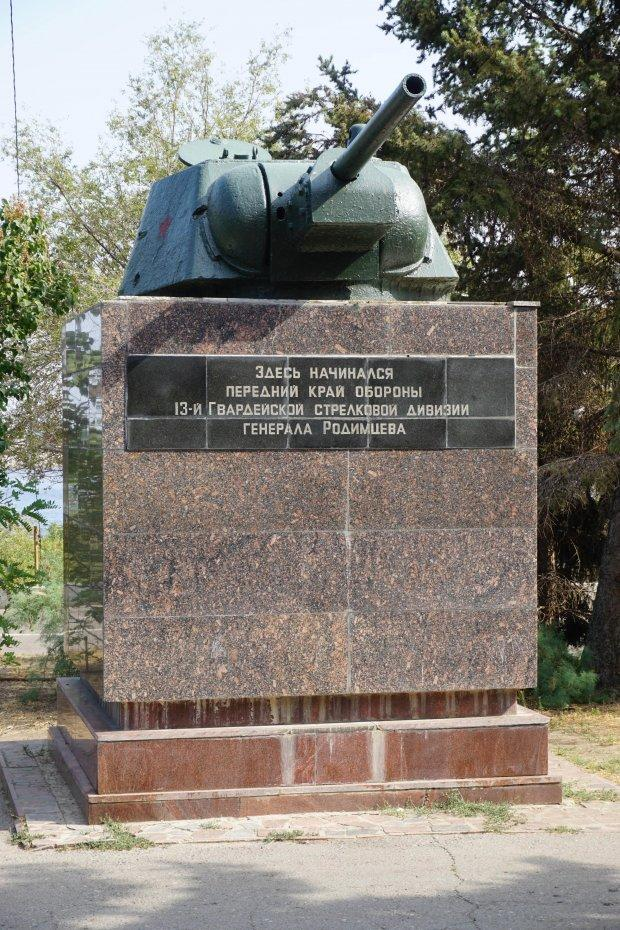 Здесь начинался
передний край обороны
13-й Гвардейской стрелковой дивизии
генерала Родимцева